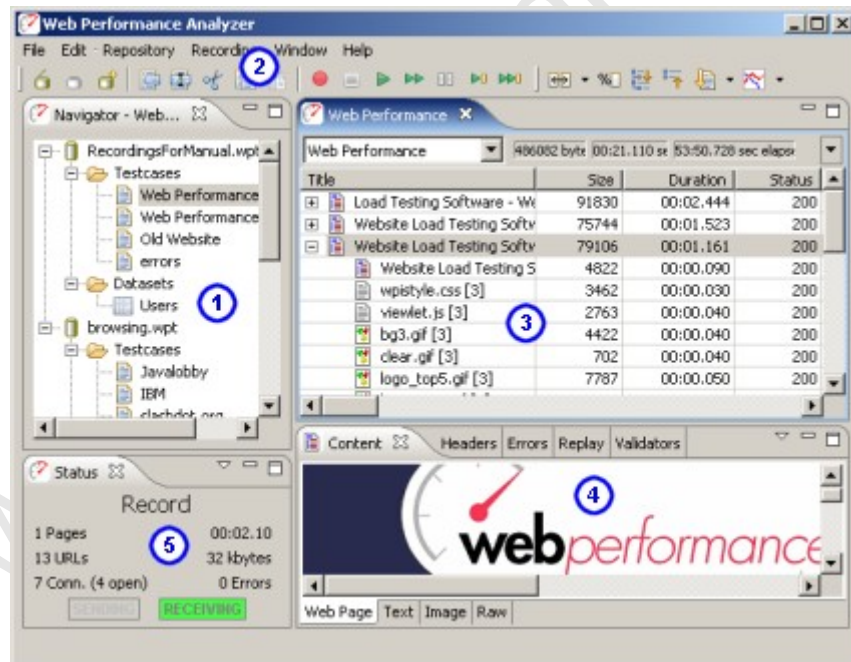 Web Performance Analyzer
File Edit Repository Recording Window Help
2
Navigator - Web...
RecordingsForManual.wpt
Testcases
Web Performance
Web Performance
Old Website
errors
Datasets
Users
1
browsing.wpt
Testcases
Javalobby
IBM
slashdot.org
Web Performance
Web Performance 486082 byte 00:21.110 se 53:50.728 sec elapse
Title Size Duration Status
Load Testing Software - We 91830 00:02.444 200
Website Load Testing Softw 75744 00:01.523 200
Website Load Testing Softw 79106 00:01.161 200
Website Load Testing S 4822 00:00.090 200
wpistyle.css [3] 3462 00:00.030 200
viewlet.js [3] 2763 00:00.040 200
3
bg3.gif [3] 4422 00:00.040 200
clear.gif [3] 702 00:00.040 200
logo_top5.gif [3] 7787 00:00.050 200
Status
Record
1 Pages 00:02.10
13 URLs 32 kbytes
5
7 Conn. (4 open) 0 Errors
SENDING RECEIVING
Content Headers Errors Replay Validators
4
webperformance
Web Page Text Image Raw